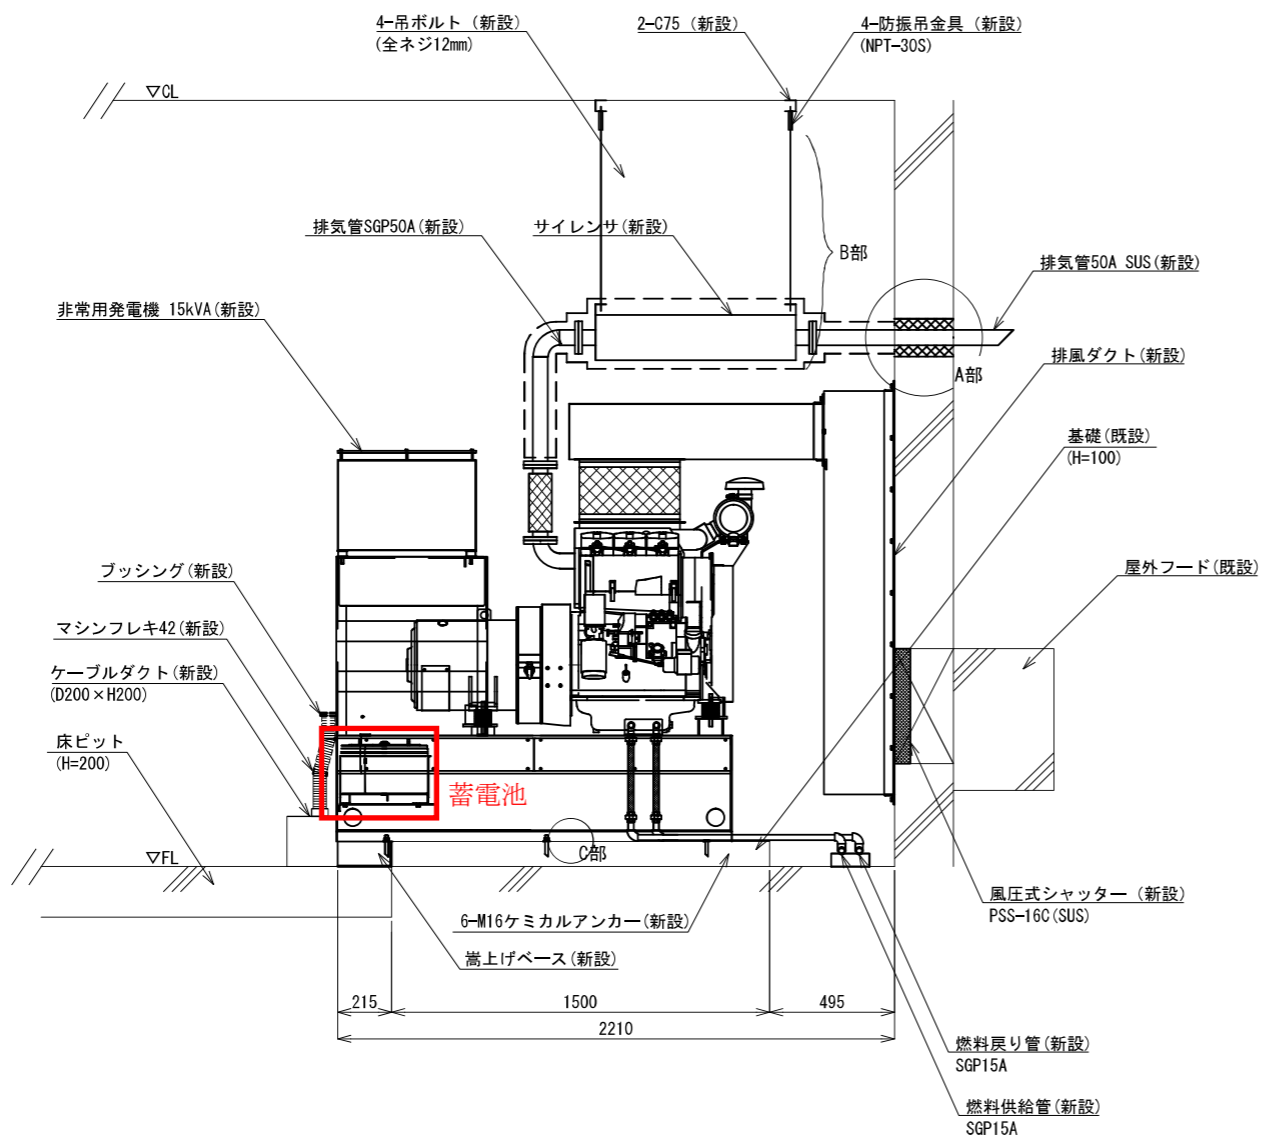 4-吊ボルト (新設)
(全ネジ12mm)
2-C75 (新設)
4-防振吊金具 (新設)
(NPT-30S)
▽CL
排気管SGP50A(新設)
サイレンサ(新設)
B部
排気管50A SUS(新設)
非常用発電機 15kVA(新設)
排風ダクト(新設)
A部
基礎(既設)
(H=100)
ブッシング(新設)
屋外フード(既設)
マシンフレキ42(新設)
ケーブルダクト(新設)
(D200×H200)
床ピット
(H=200)
蓄電池
▽FL
C部
風圧式シャッター (新設)
PSS-16C(SUS)
6-M16ケミカルアンカー(新設)
嵩上げベース(新設)
215
1500
495
2210
燃料戻り管(新設)
SGP15A
燃料供給管(新設)
SGP15A